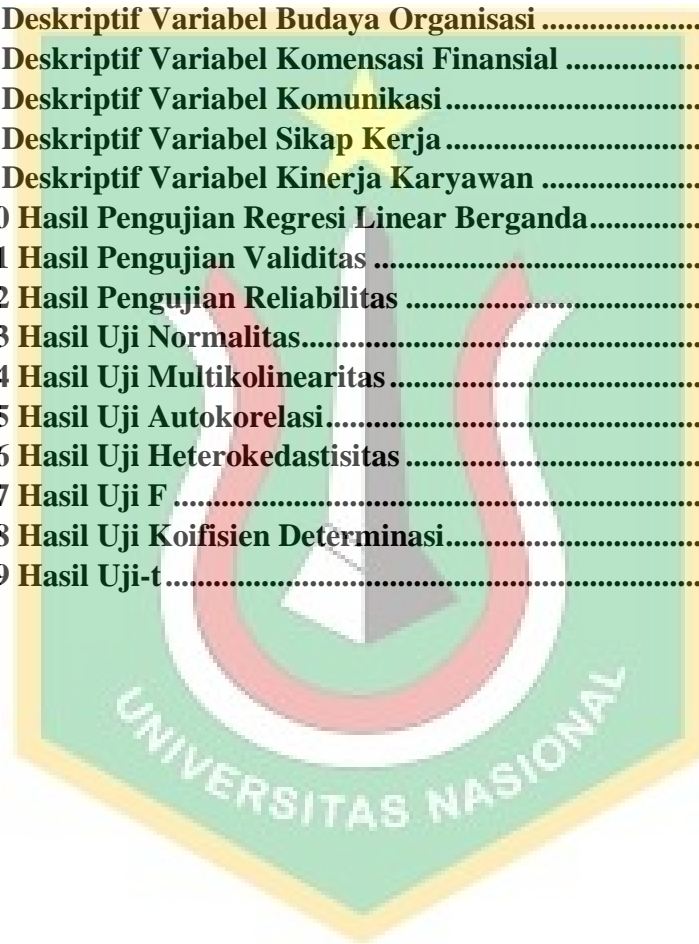 Deskriptif Variabel Budaya Organisasi ....................
Deskriptif Variabel Komensasi Finansial .................
Deskriptif Variabel Komunikasi ................................
Deskriptif Variabel Sikap Kerja ................................
Deskriptif Variabel Kinerja Karyawan ....................
0 Hasil Pengujian Regresi Linear Berganda..............
1 Hasil Pengujian Validitas .........................................
2 Hasil Pengujian Reliabilitas .....................................
3 Hasil Uji Normalitas..................................................
4 Hasil Uji Multikolinearitas .......................................
5 Hasil Uji Autokorelasi...............................................
6 Hasil Uji Heterokedastisitas .....................................
7 Hasil Uji F ..................................................................
8 Hasil Uji Koifisien Determinasi................................
9 Hasil Uji-t ...................................................................
UNIVERSITAS NASIONAL